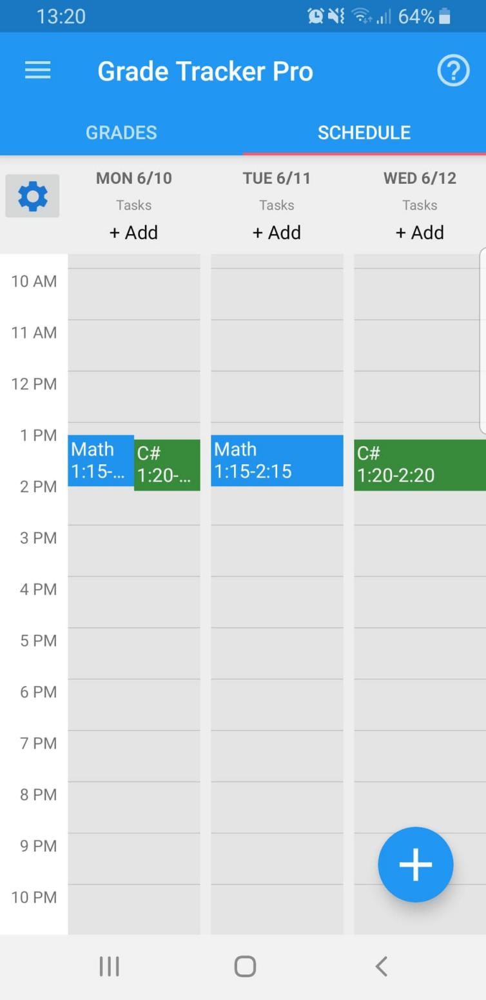 13:20 64%
Grade Tracker Pro
GRADES SCHEDULE
MON 6/10 TUE 6/11 WED 6/12
Tasks Tasks Tasks
+ Add + Add + Add
10 AM
11 AM
12 PM
1 PM
Math C# Math C#
1:15-... 1:20-... 1:15-2:15 1:20-2:20
2 PM
3 PM
4 PM
5 PM
6 PM
7 PM
8 PM
9 PM
10 PM